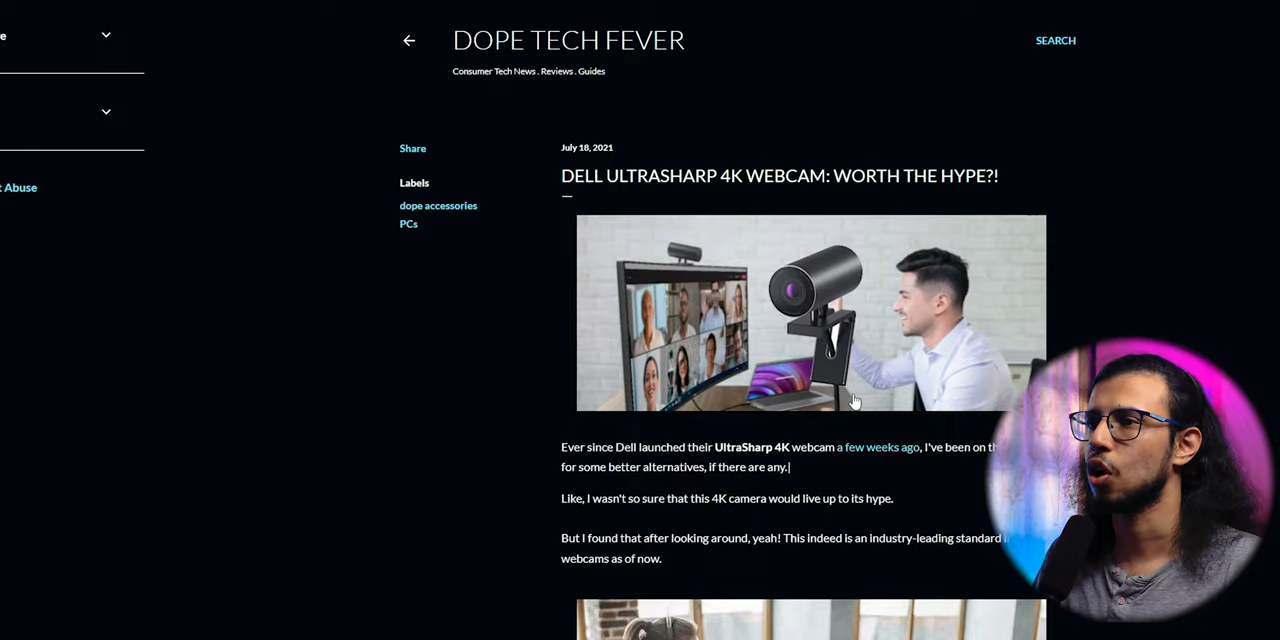 DOPE TECH FEVER
SEARCH
Consumer Tech News . Reviews . Guides
Share
July 18, 2021
DELL ULTRASHARP 4K WEBCAM: WORTH THE HYPE?!
Labels
dope accessories
PCs
Abuse
Ever since Dell launched their UltraSharp 4K webcam a few weeks ago, I've been on
for some better alternatives, if there are any.
Like, I wasn't so sure that this 4K camera would live up to its hype.
But I found that after looking around, yeah! This indeed is an industry-leading standard
webcams as of now.